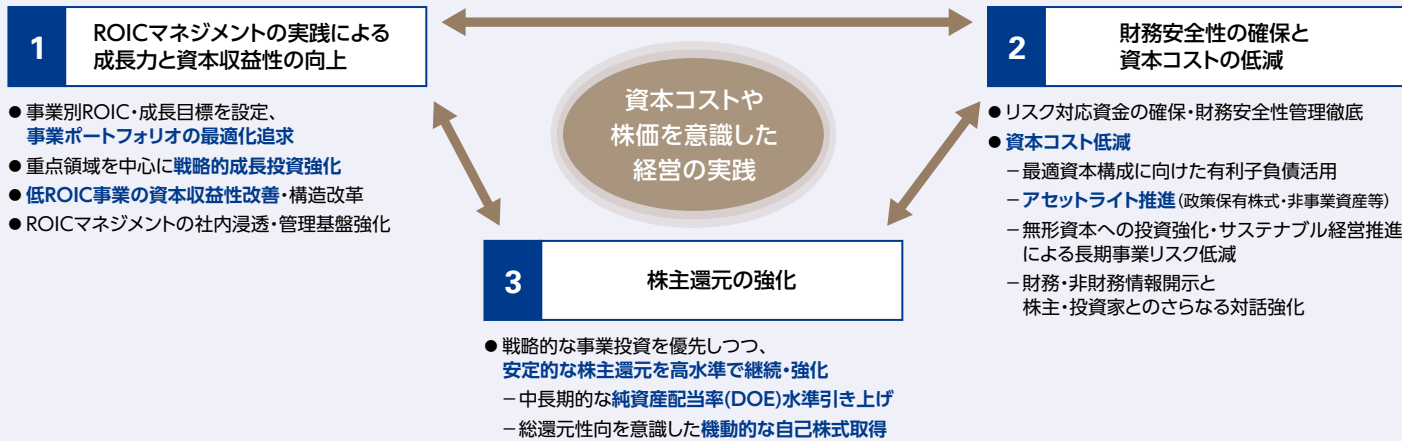 1
ROICマネジメントの実践による
成長力と資本収益性の向上
● 事業別ROIC・成長目標を設定、
事業ポートフォリオの最適化追求
● 重点領域を中心に戦略的成長投資強化
● 低ROIC事業の資本収益性改善・構造改革
● ROICマネジメントの社内浸透・管理基盤強化
資本コストや
株価を意識した
経営の実践
2
財務安全性の確保と
資本コストの低減
● リスク対応資金の確保・財務安全性管理徹底
● 資本コスト低減
－最適資本構成に向けた有利子負債活用
－アセットライト推進(政策保有株式・非事業資産等)
－無形資本への投資強化・サステナブル経営推進
による長期事業リスク低減
－財務・非財務情報開示と
株主・投資家とのさらなる対話強化
3
株主還元の強化
● 戦略的な事業投資を優先しつつ、
安定的な株主還元を高水準で継続・強化
－中長期的な純資産配当率(DOE)水準引き上げ
－総還元性向を意識した機動的な自己株式取得